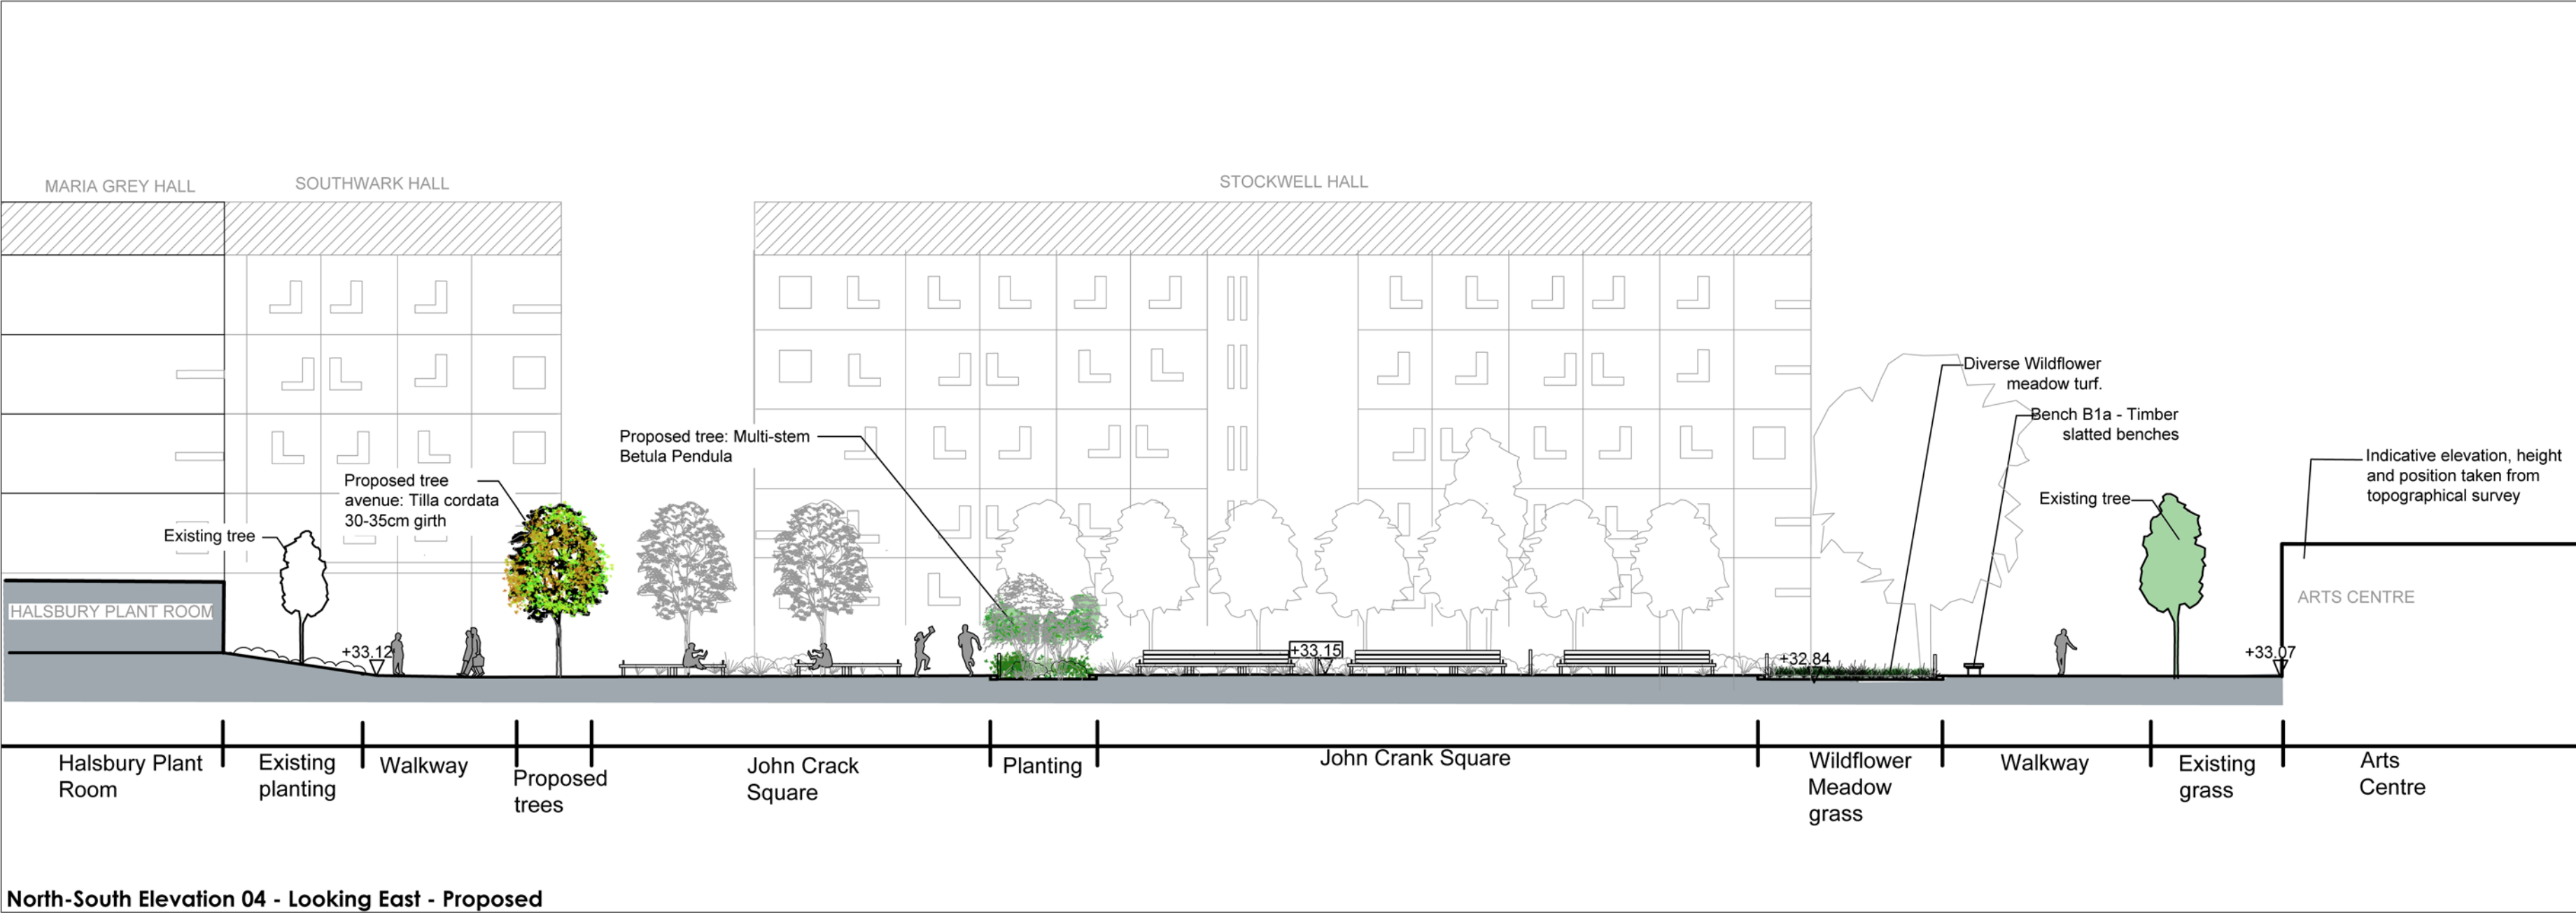 MARIA GREY HALL
SOUTHWARK HALL
STOCKWELL HALL
Diverse Wildflower
meadow turf.
Bench B1a - Timber
slatted benches
Proposed tree: Multi-stem
Betula Pendula
Indicative elevation, height
and position taken from
topographical survey
Proposed tree
avenue: Tilla cordata
30-35cm girth
Existing tree
Existing tree
HALSBURY PLANT ROOM
ARTS CENTRE
+33.12
+33.15
+32.84
+33.07
Halsbury Plant
Room
Existing
planting
Walkway
Proposed
trees
John Crack
Square
Planting
John Crank Square
Wildflower
Meadow
grass
Walkway
Existing
grass
Arts
Centre
North-South Elevation 04 - Looking East - Proposed